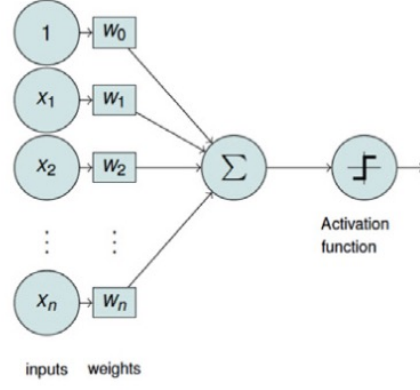 1 w₀
x₁ w₁
x₂ w₂
∑
Activation
function
⋮ ⋮
xₙ wₙ
inputs weights